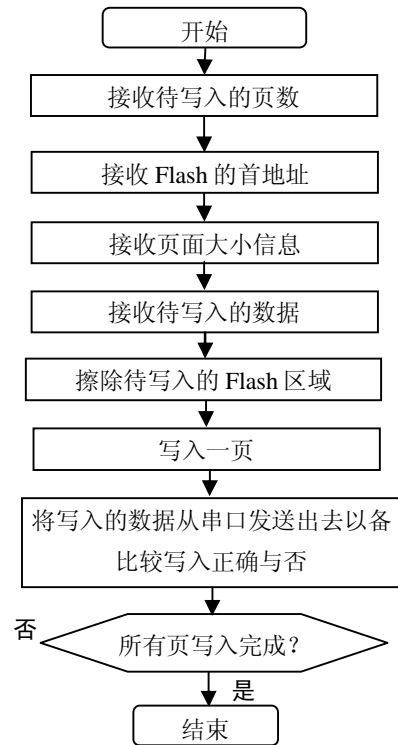 开始
接收待写入的页数
接收 Flash 的首地址
接收页面大小信息
接收待写入的数据
擦除待写入的 Flash 区域
写入一页
将写入的数据从串口发送出去以备
比较写入正确与否
否
所有页写入完成？
是
结束